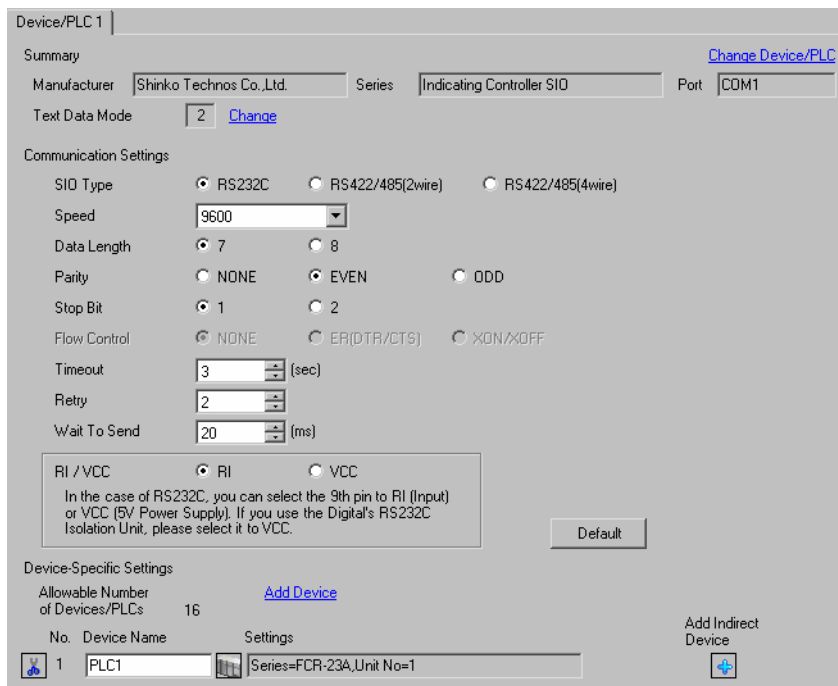 Device/PLC 1
Summary
Change Device/PLC
Manufacturer Shinko Technos Co.,Ltd. Series Indicating Controller SIO Port COM1
Text Data Mode 2 Change
Communication Settings
SIO Type RS232C RS422/485(2wire) RS422/485(4wire)
Speed 9600
Data Length 7 8
Parity NONE EVEN ODD
Stop Bit 1 2
Flow Control NONE ER(DTR/CTS) XON/XOFF
Timeout 3 (sec)
Retry 2
Wait To Send 20 (ms)
RI / VCC RI VCC
In the case of RS232C, you can select the 9th pin to RI (Input)
or VCC (5V Power Supply). If you use the Digital's RS232C
Isolation Unit, please select it to VCC.
Default
Device-Specific Settings
Allowable Number
of Devices/PLCs 16
Add Device
Add Indirect
Device
No. Device Name Settings
1 PLC1 Series=FCR-23A,Unit No=1